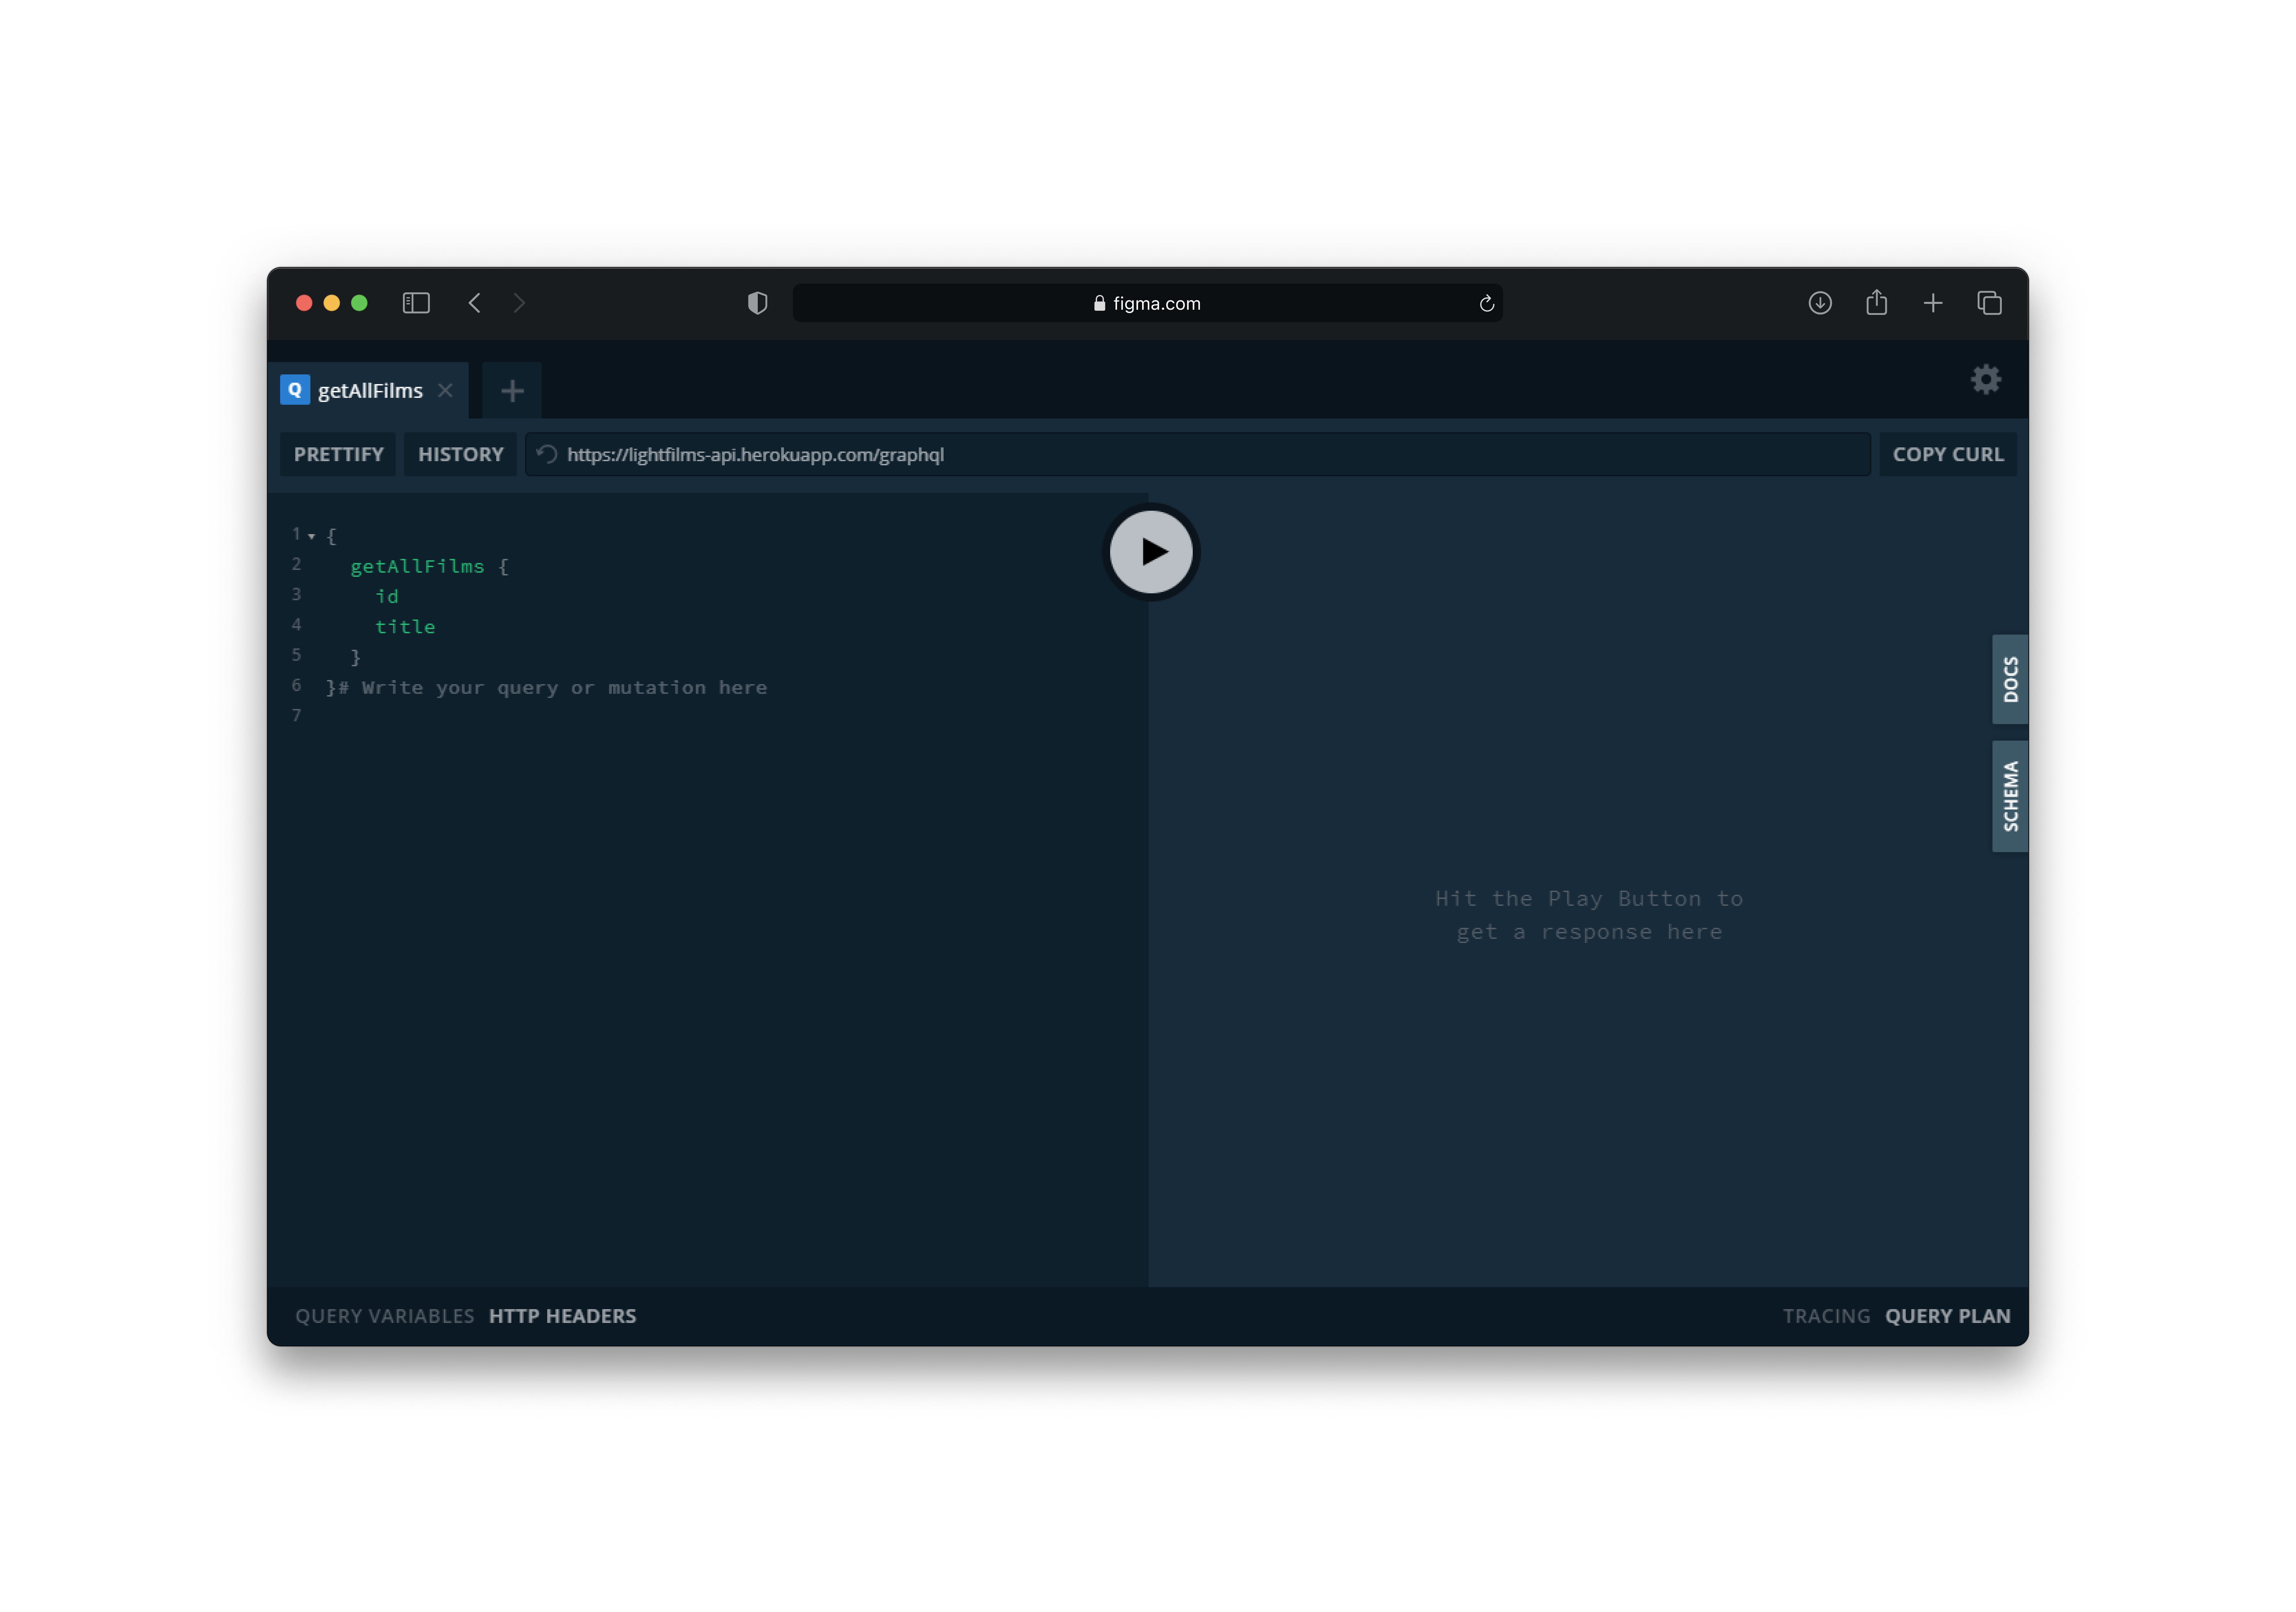 figma.com
Q getAllFilms
PRETTIFY HISTORY https://lightfilms-api.herokuapp.com/graphql COPY CURL
1 {
2 getAllFilms {
3 id
4 title
5 }
6 }# Write your query or mutation here
7
DOCS
SCHEMA
Hit the Play Button to
get a response here
QUERY VARIABLES HTTP HEADERS TRACING QUERY PLAN